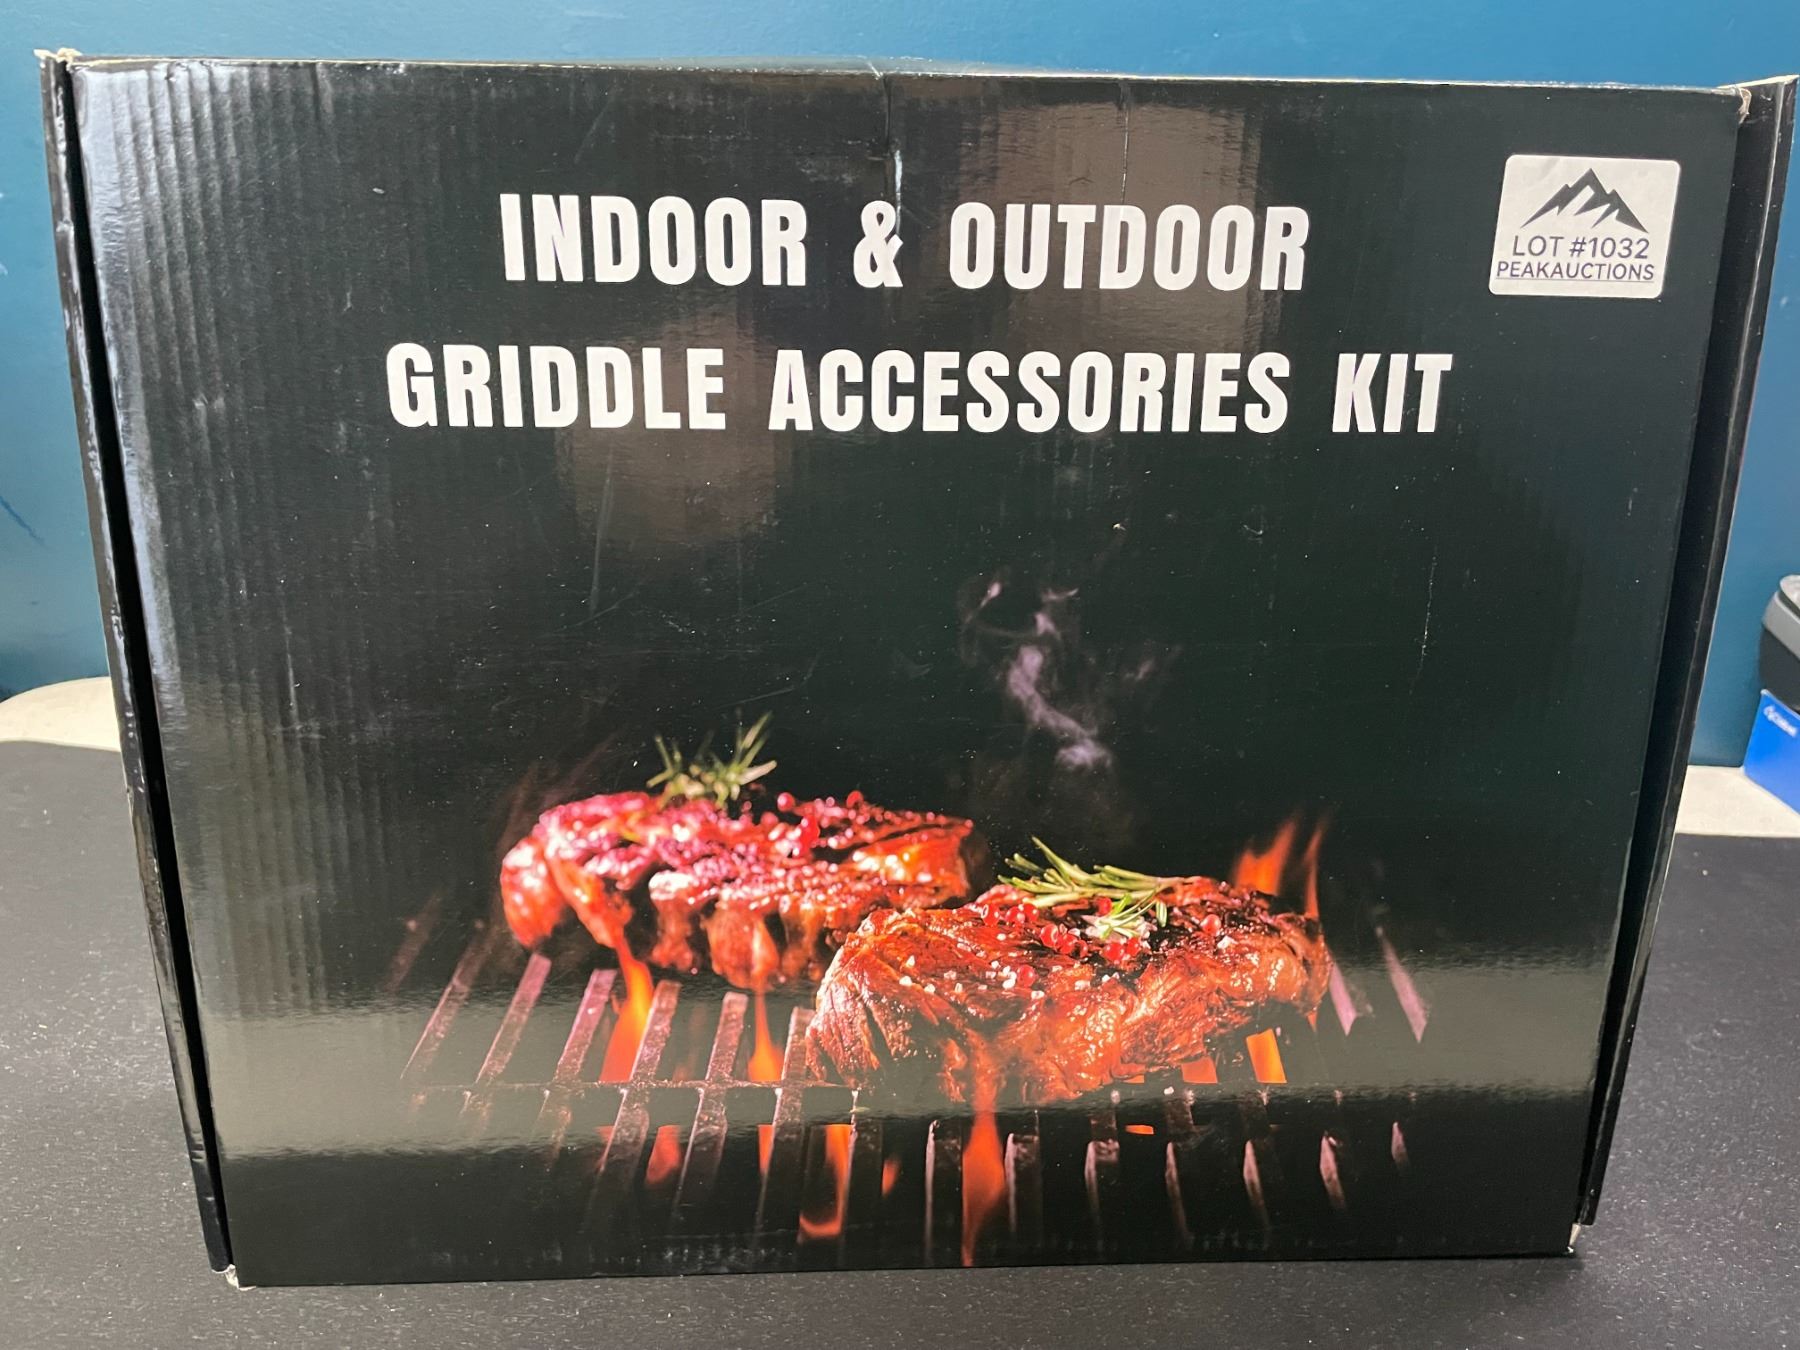 INDOOR & OUTDOOR
GRIDDLE ACCESSORIES KIT
LOT #1032
PEAKAUCTIONS